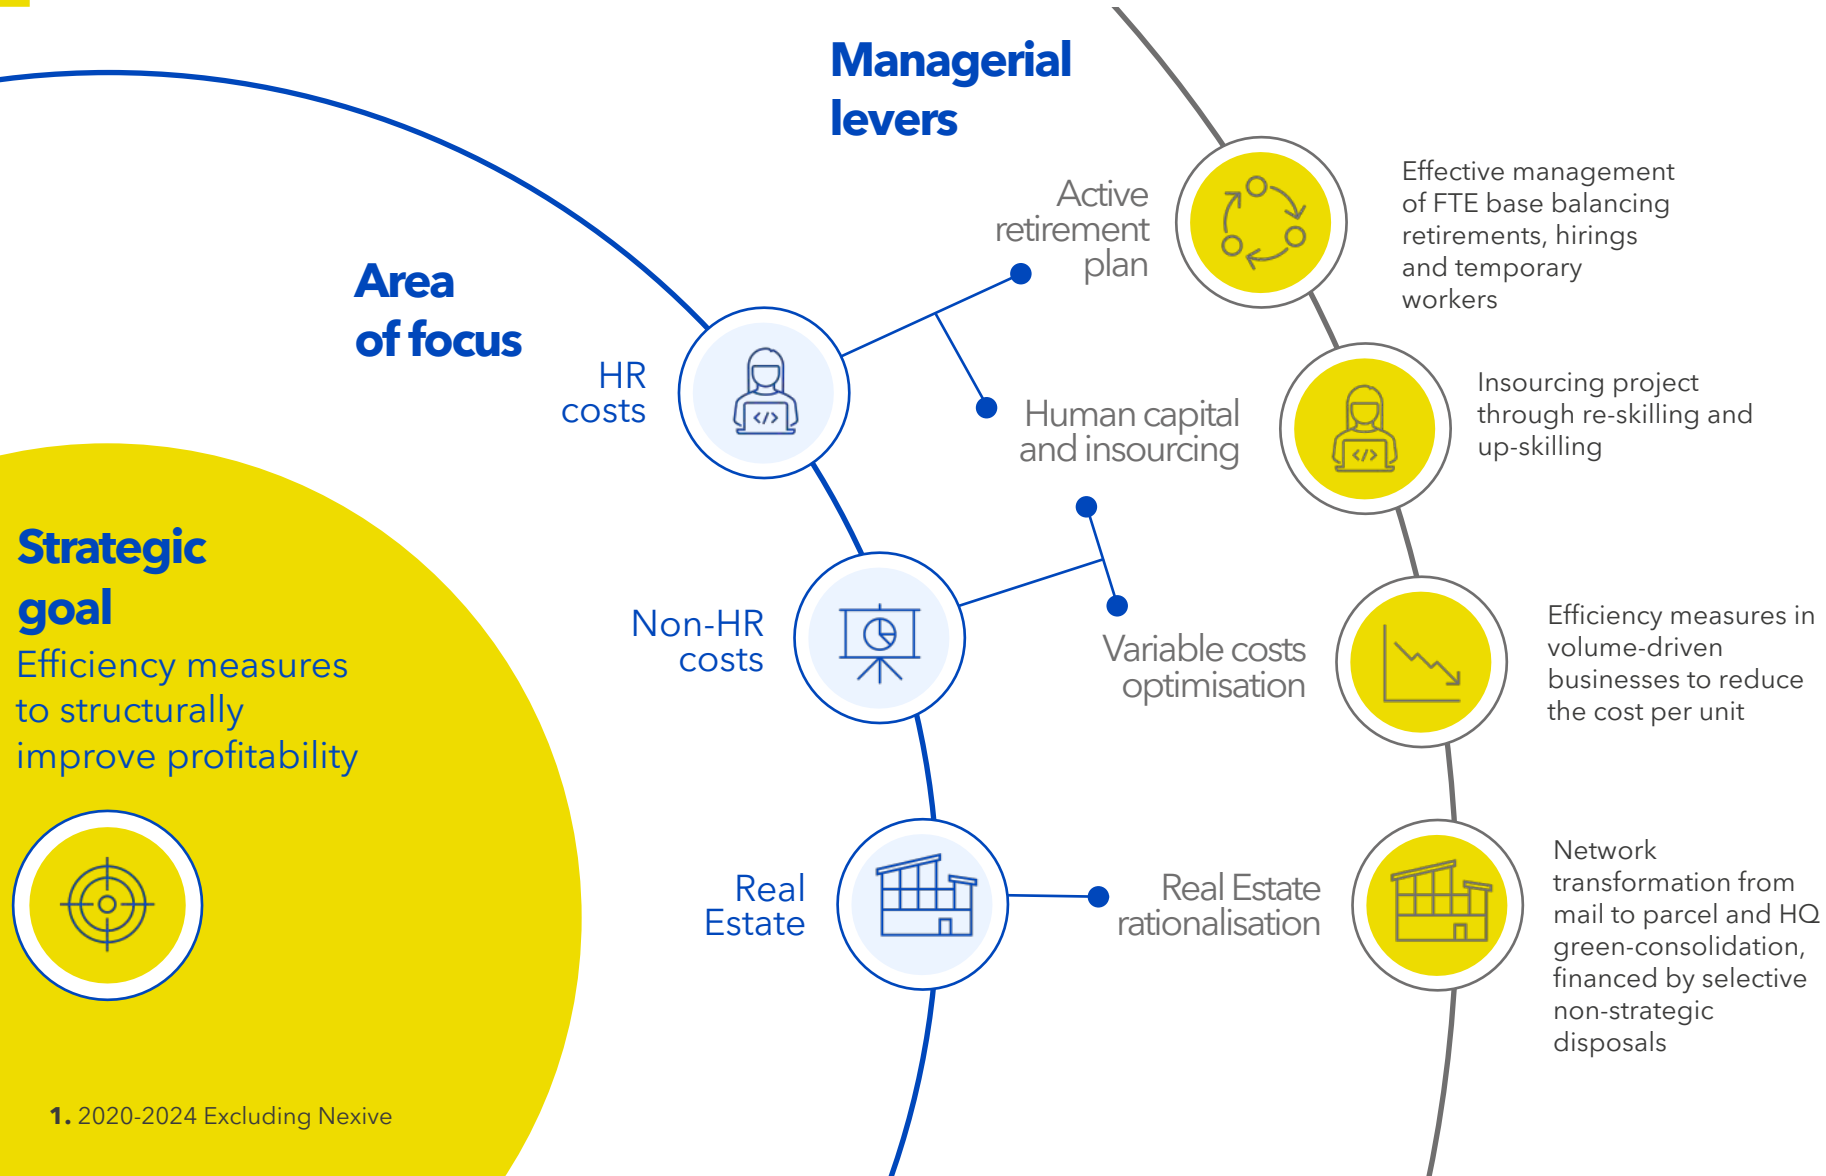 Managerial
levers
Area
of focus
Strategic
goal
Efficiency measures
to structurally
improve profitability
HR
costs
Non-HR
costs
Real
Estate
Active
retirement
plan
Human capital
and insourcing
Variable costs
optimisation
Real Estate
rationalisation
Effective management
of FTE base balancing
retirements, hirings
and temporary
workers
Insourcing project
through re-skilling and
up-skilling
Efficiency measures in
volume-driven
businesses to reduce
the cost per unit
Network
transformation from
mail to parcel and HQ
green-consolidation,
financed by selective
non-strategic
disposals
</> 
</>
1. 2020-2024 Excluding Nexive